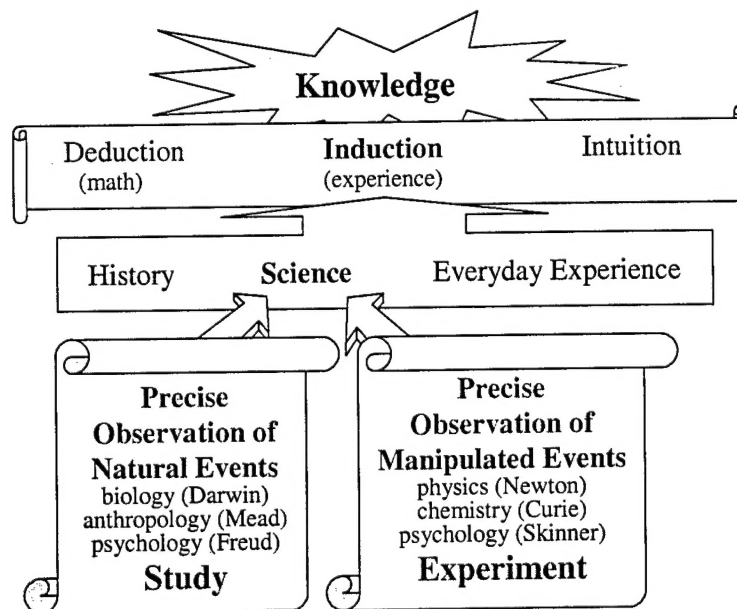 Knowledge
Deduction
(math)
Induction
(experience)
Intuition
History
Science
Everyday Experience
Precise
Observation of
Natural Events
biology (Darwin)
anthropology (Mead)
psychology (Freud)
Study
Precise
Observation of
Manipulated Events
physics (Newton)
chemistry (Curie)
psychology (Skinner)
Experiment